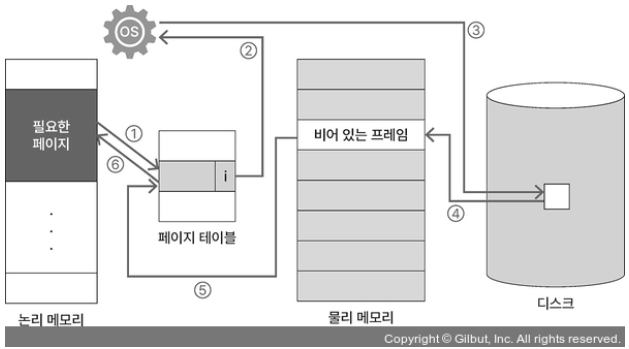 OS
③
②
필요한
페이지
①
비어 있는 프레임
⑥
i
④
페이지 테이블
⑤
디스크
논리 메모리
물리 메모리
Copyright © Gilbut, Inc. All rights reserved.